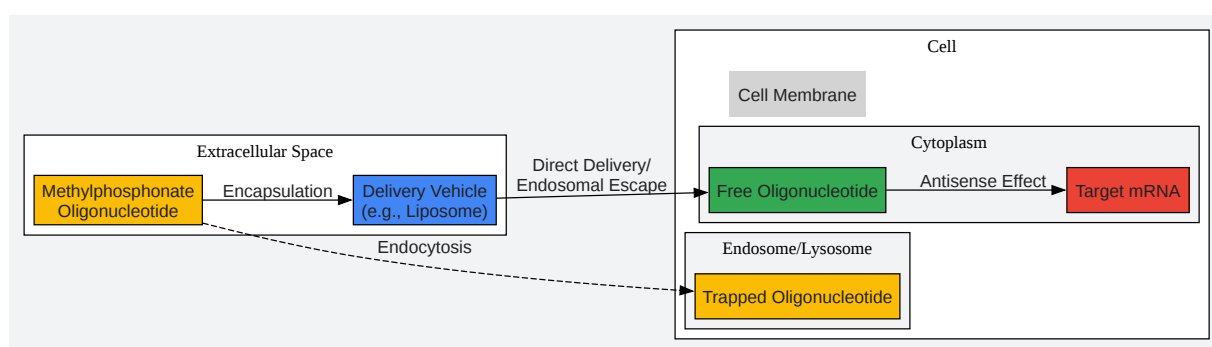 Cell
Cell Membrane
Extracellular Space
Methylphosphonate
Oligonucleotide
Encapsulation
Delivery Vehicle
(e.g., Liposome)
Direct Delivery/
Endosomal Escape
Cytoplasm
Free Oligonucleotide
Antisense Effect
Target mRNA
Endocytosis
Endosome/Lysosome
Trapped Oligonucleotide